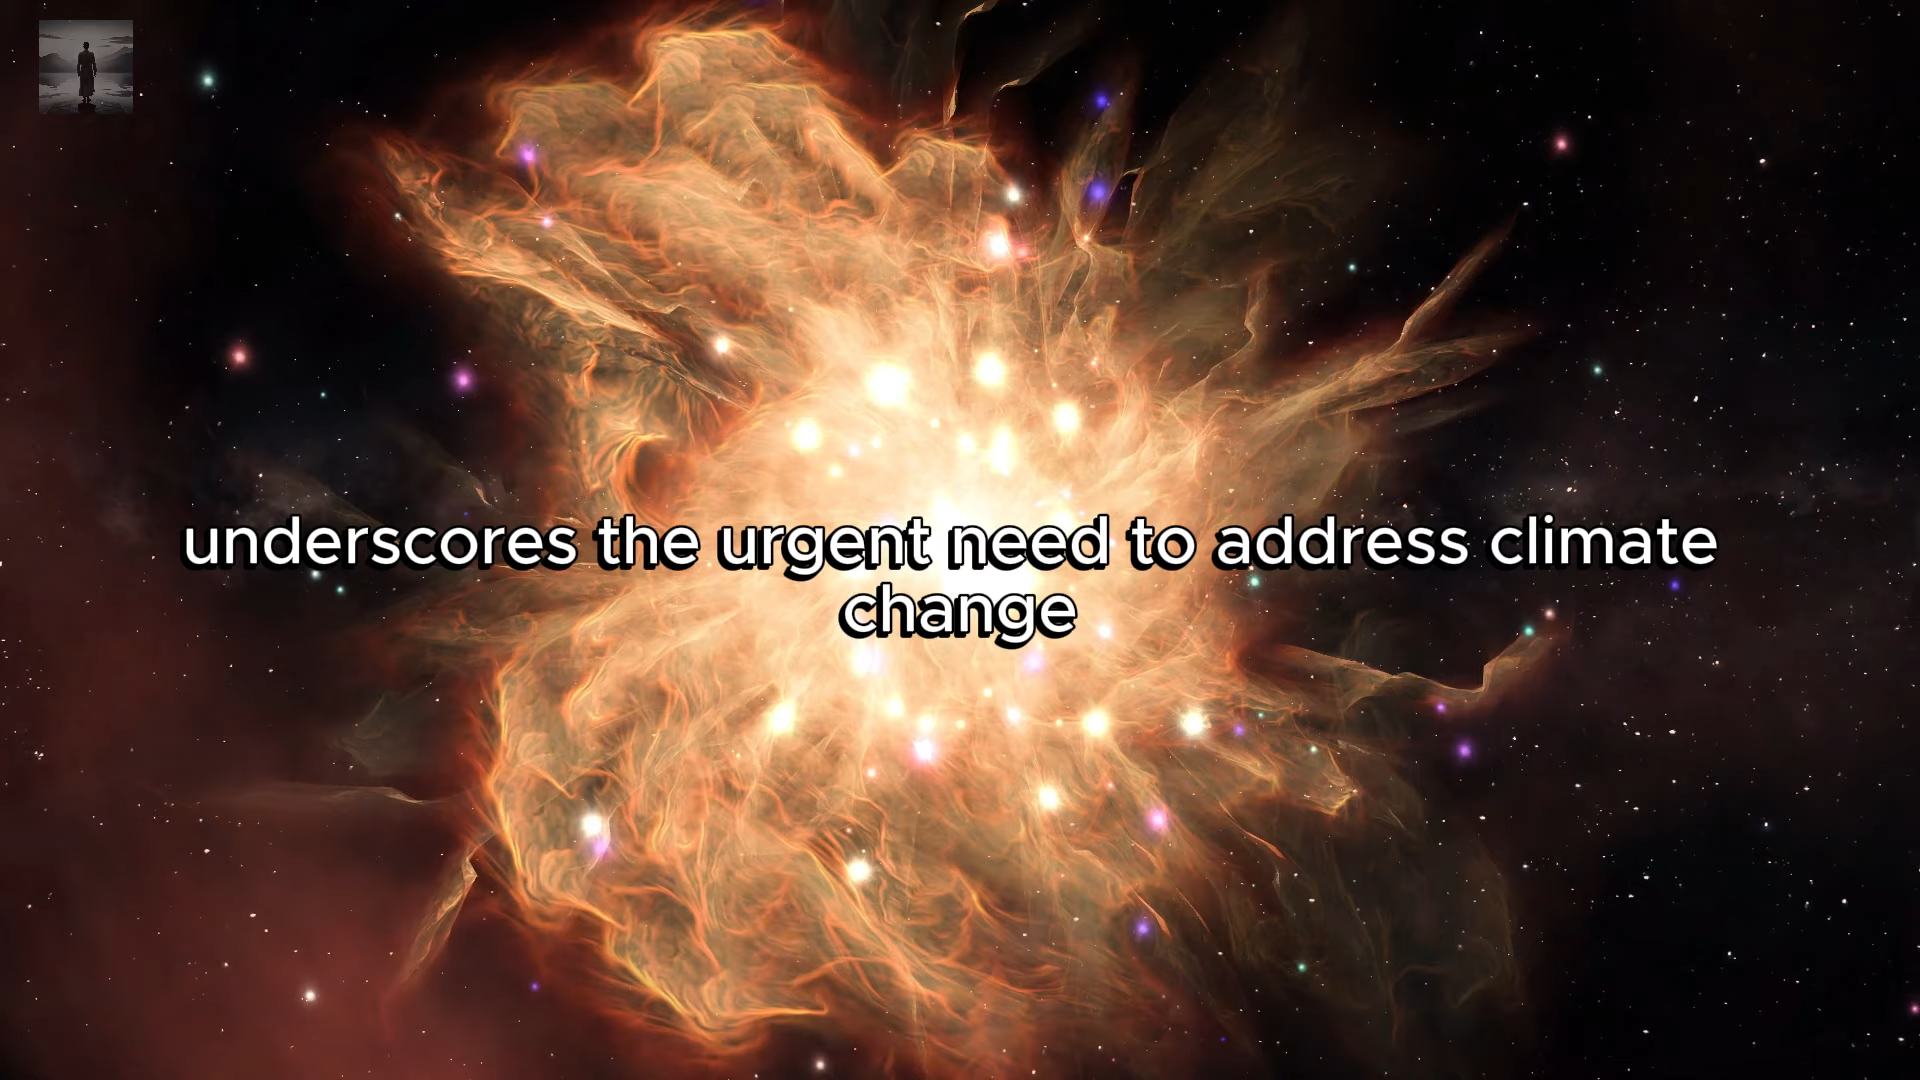 underscores the urgent need to address climate
change